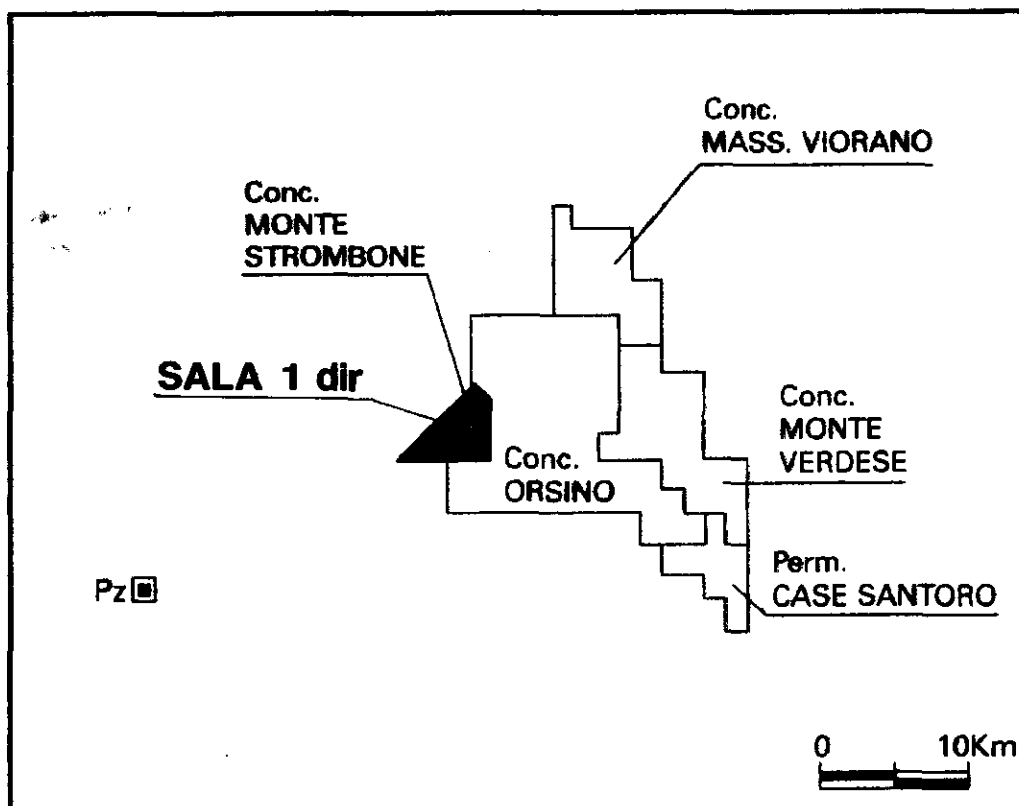 Conc.
MASS. VIORANO
Conc.
MONTE
STROMBONE
SALA 1 dir
Conc.
MONTE
VERDESE
Conc.
ORSINO
Perm.
CASE SANTORO
Pz
0 10Km